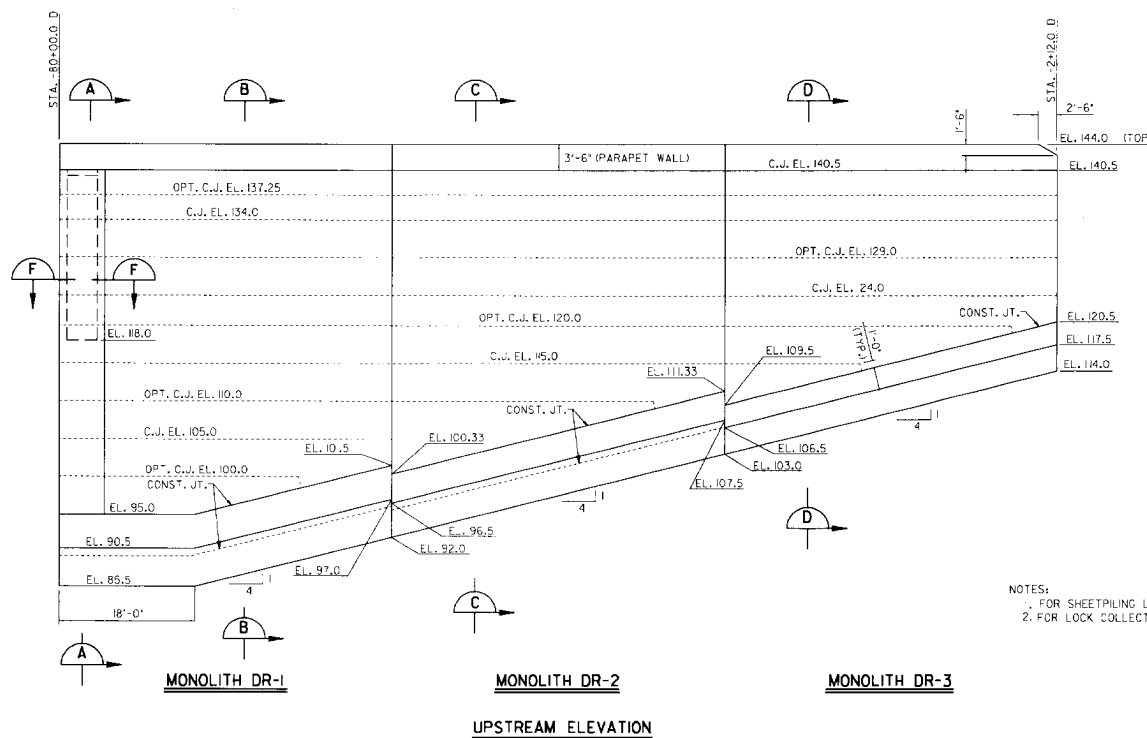 STA. -80+00.0 D
STA. -2+12.0 D
A
B
C
D
2'-6"
1'-6"
EL. 144.0 (TOP
3'-6" (PARAPET WALL)
C.J. EL. 140.5
EL. 140.5
OPT. C.J. EL. 137.25
C.J. EL. 134.0
OPT. C.J. EL. 129.0
F
F
C.J. EL. 24.0
CONST. JT.
EL. 120.5
OPT. C.J. EL. 120.0
EL. 118.0
1'-0"
(TYP.)
EL. 117.5
C.J. EL. 115.0
EL. 109.5
EL. 114.0
EL. 111.33
OPT. C.J. EL. 110.0
CONST. JT.
1
4
C.J. EL. 105.0
EL. 10.5
EL. 100.33
EL. 106.5
EL. 103.0
EL. 107.5
OPT. C.J. EL. 100.0
CONST. JT.
1
4
EL. 95.0
D
EL. 96.5
EL. 90.5
EL. 92.0
EL. 97.0
EL. 85.5
1
4
NOTES:
1. FOR SHEETPILING L
2. FOR LOCK COLLECT
18'-0"
C
B
A
MONOLITH DR-1
MONOLITH DR-2
MONOLITH DR-3
UPSTREAM ELEVATION